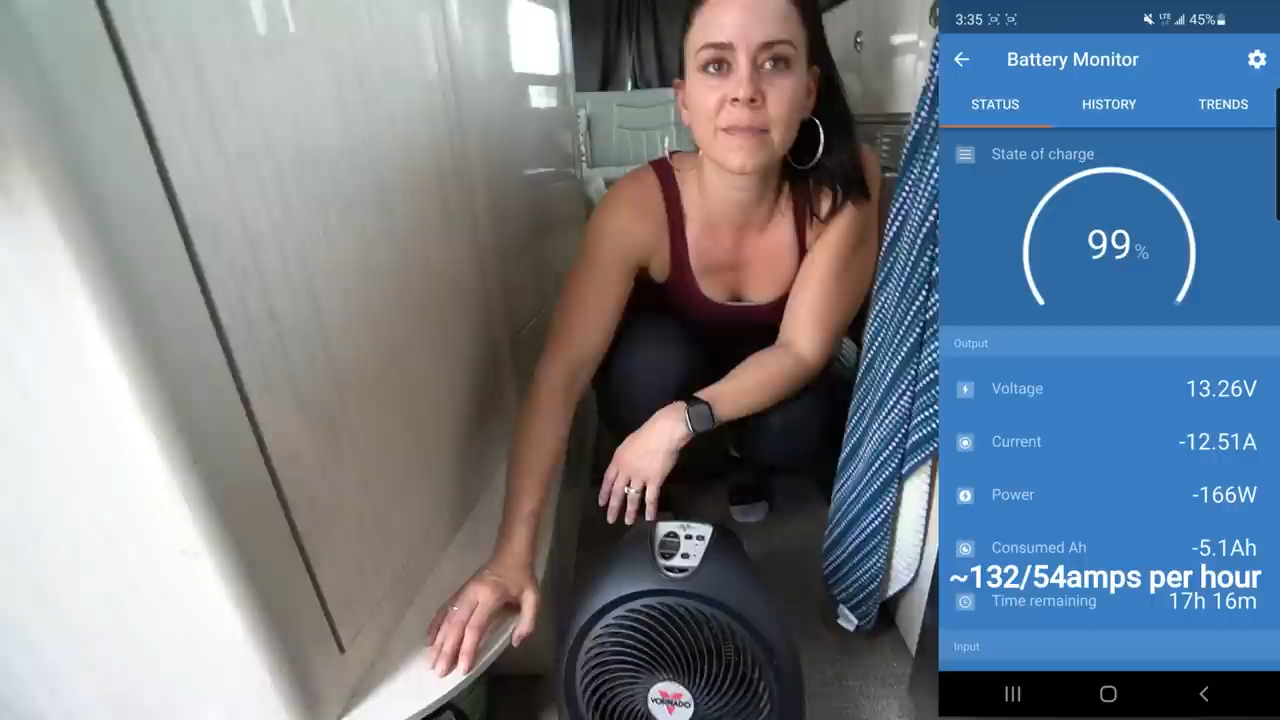 3:35 LTE 45%
Battery Monitor
STATUS HISTORY TRENDS
State of charge
99%
Output
Voltage 13.26V
Current -12.51A
Power -166W
Consumed Ah -5.1Ah
~132/54amps per hour
Time remaining 17h 16m
Input
VORNADO